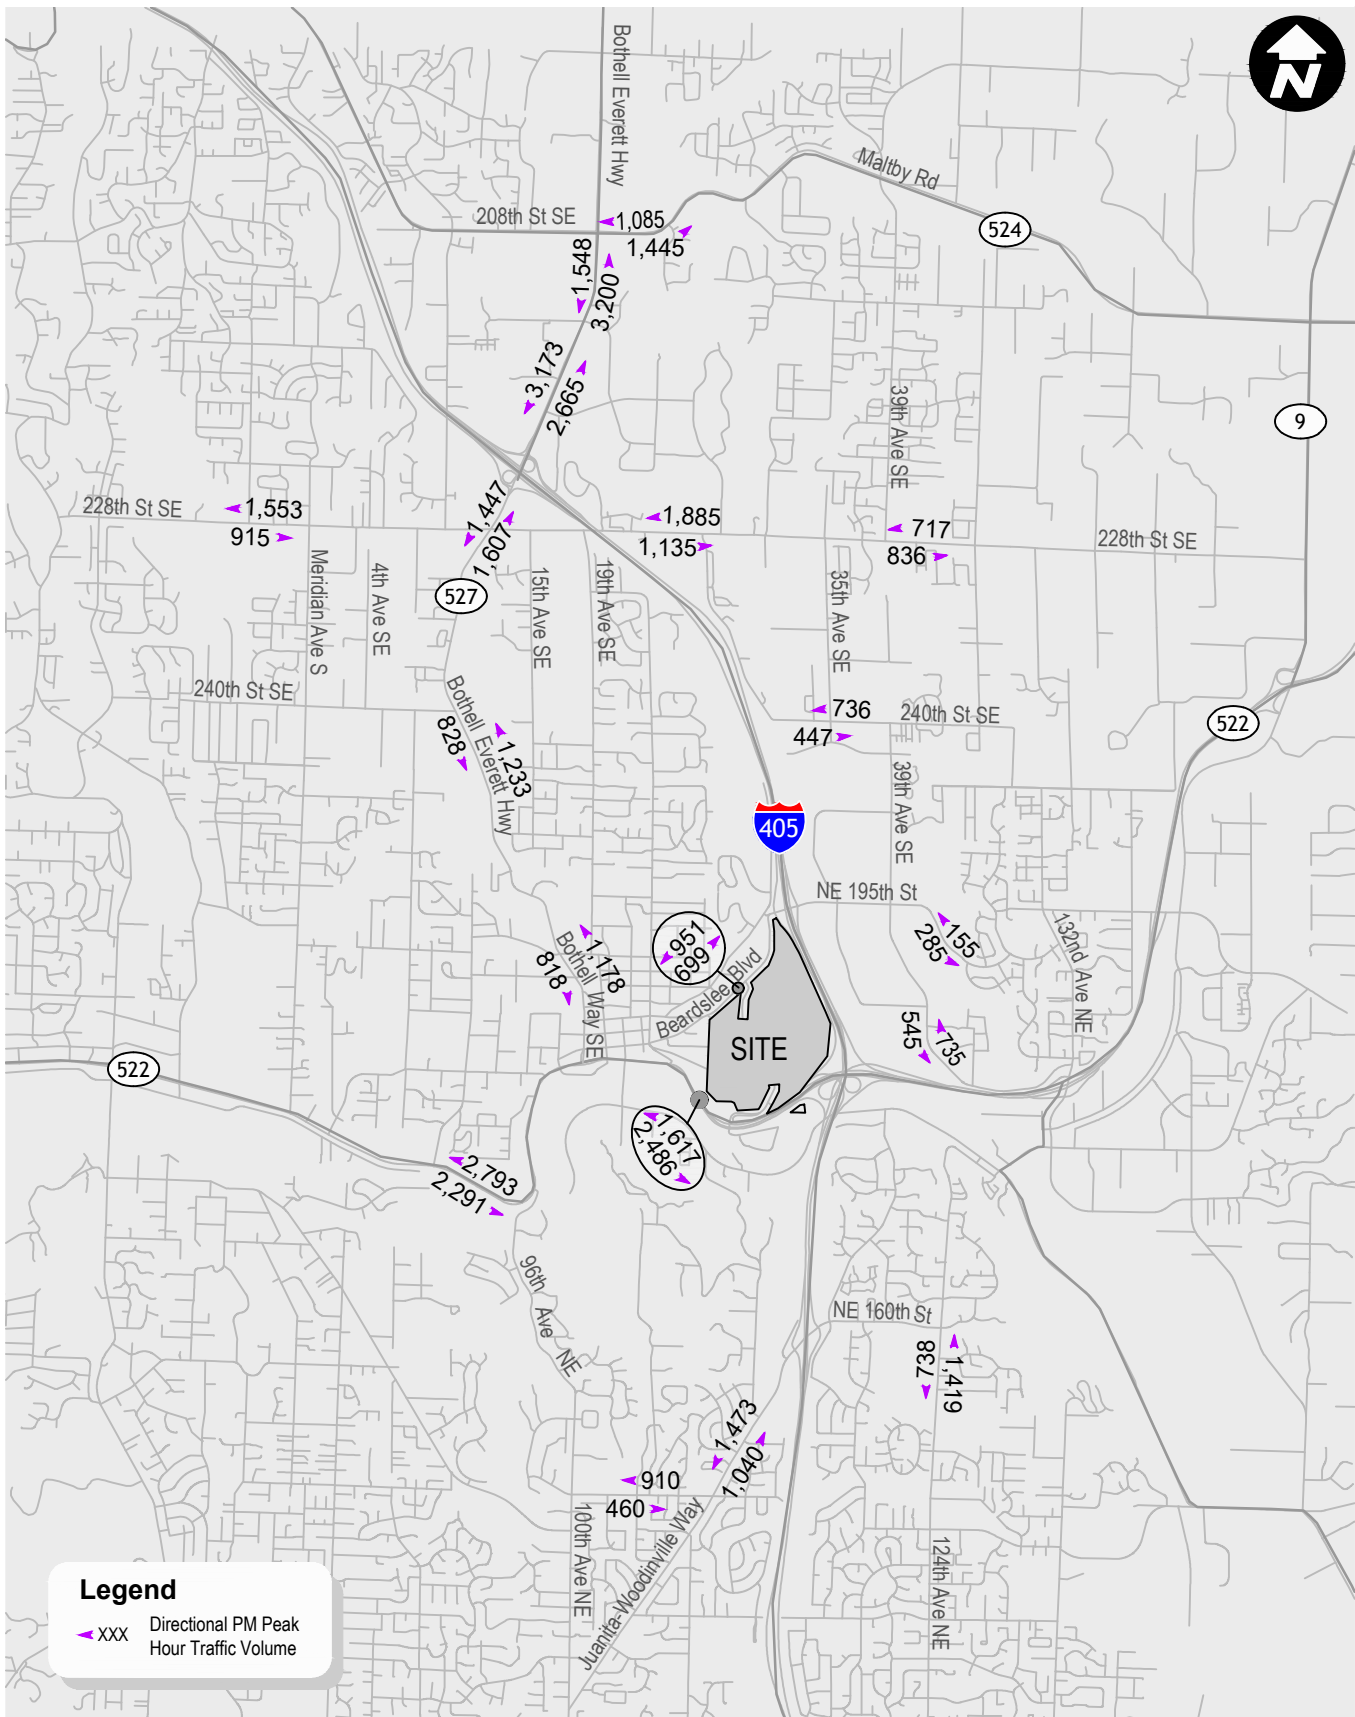 Bothell Everett Hwy
N
Maltby Rd
208th St SE
1,085
1,445
524
1,548
3,200
3,173
2,665
39th Ave SE
9
228th St SE
1,553
915
1,447
1,607
1,885
1,135
717
836
228th St SE
Meridian Ave S
4th Ave SE
527
15th Ave SE
19th Ave SE
35th Ave SE
240th St SE
Bothell Everett Hwy
828
1,233
736
447
240th St SE
522
39th Ave SE
405
NE 195th St
155
285
132nd Ave NE
951
699
Bothell Way SE
818
1,178
Beardslee Blvd
SITE
545
735
522
1,617
2,486
2,793
2,291
96th Ave NE
NE 160th St
837
1,419
1,473
1,040
910
460
100th Ave NE
Juanita-Woodinville Way
124th Ave NE
Legend
XXX Directional PM Peak
Hour Traffic Volume